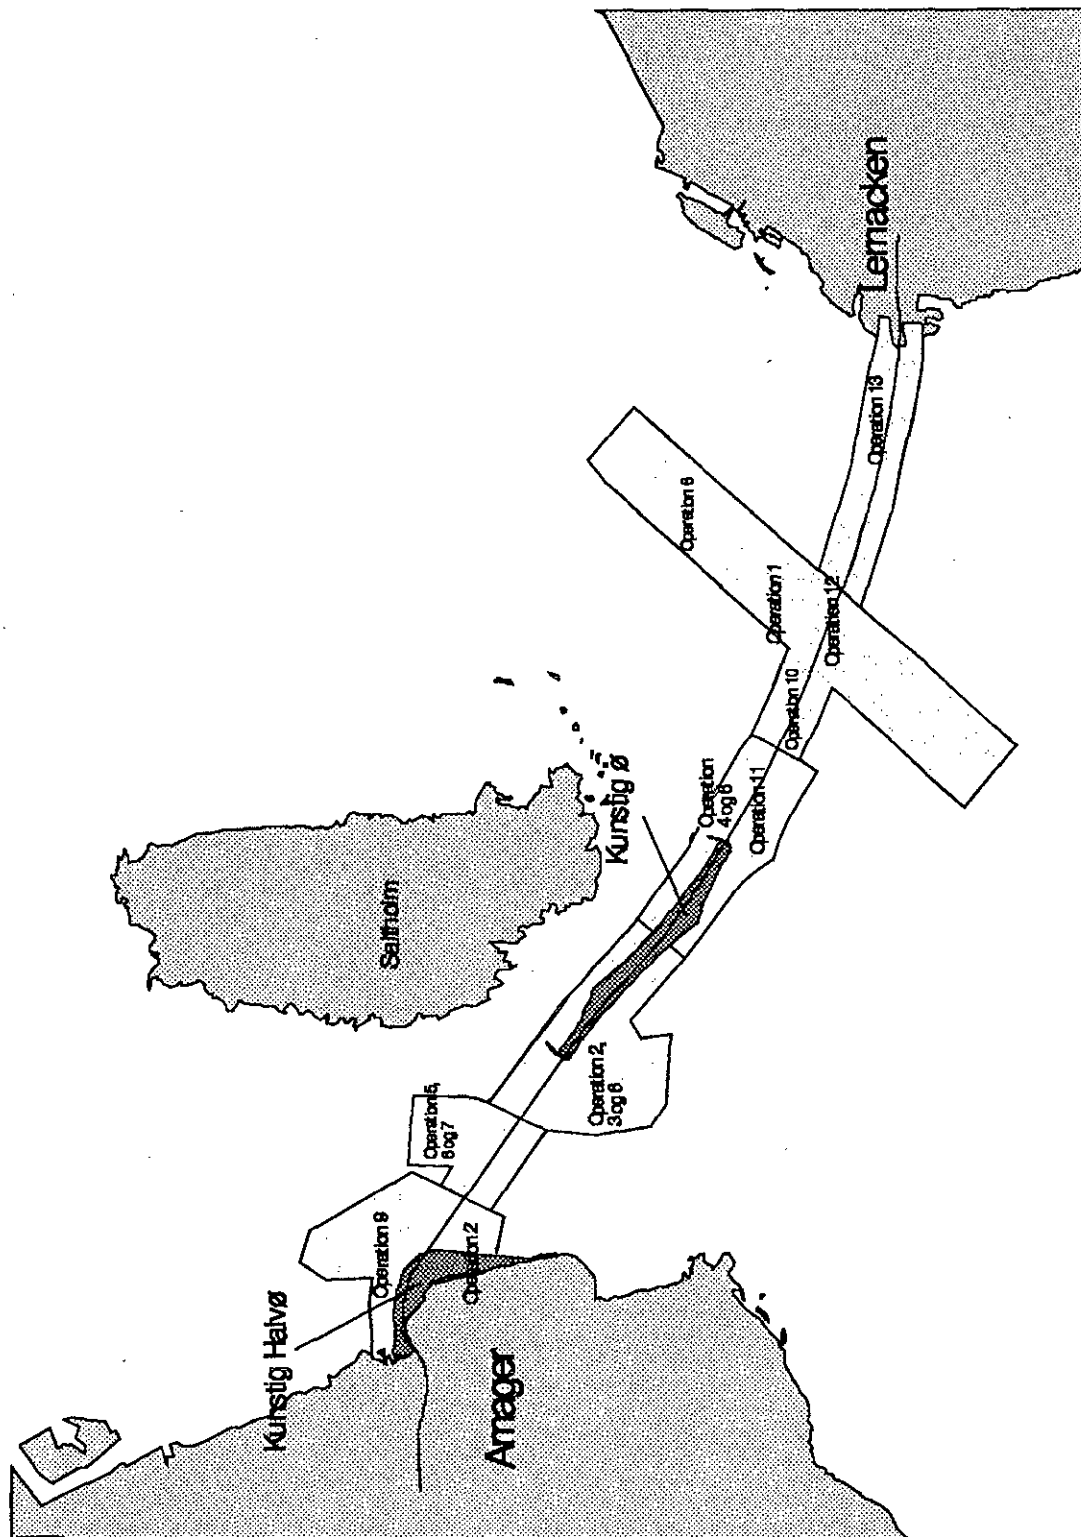 Lernacken
Operation 13
Operation 6
Operation 1
Operation 12
Operation 10
Operation
4 og 6
Operation 11
Kunstig Ø
Saltholm
Operation 2,
3 og 6
Operation 5,
6 og 7
Operation 9
Operation 2
Kunstig Halvø
Amager